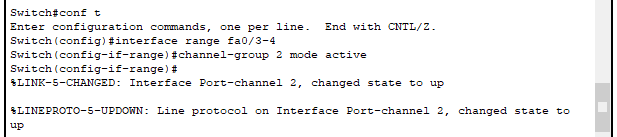 Switch#conf t
Enter configuration commands, one per line.  End with CNTL/Z.
Switch(config)#interface range fa0/3-4
Switch(config-if-range)#channel-group 2 mode active
Switch(config-if-range)#
%LINK-5-CHANGED: Interface Port-channel 2, changed state to up
%LINEPROTO-5-UPDOWN: Line protocol on Interface Port-channel 2, changed state to
up